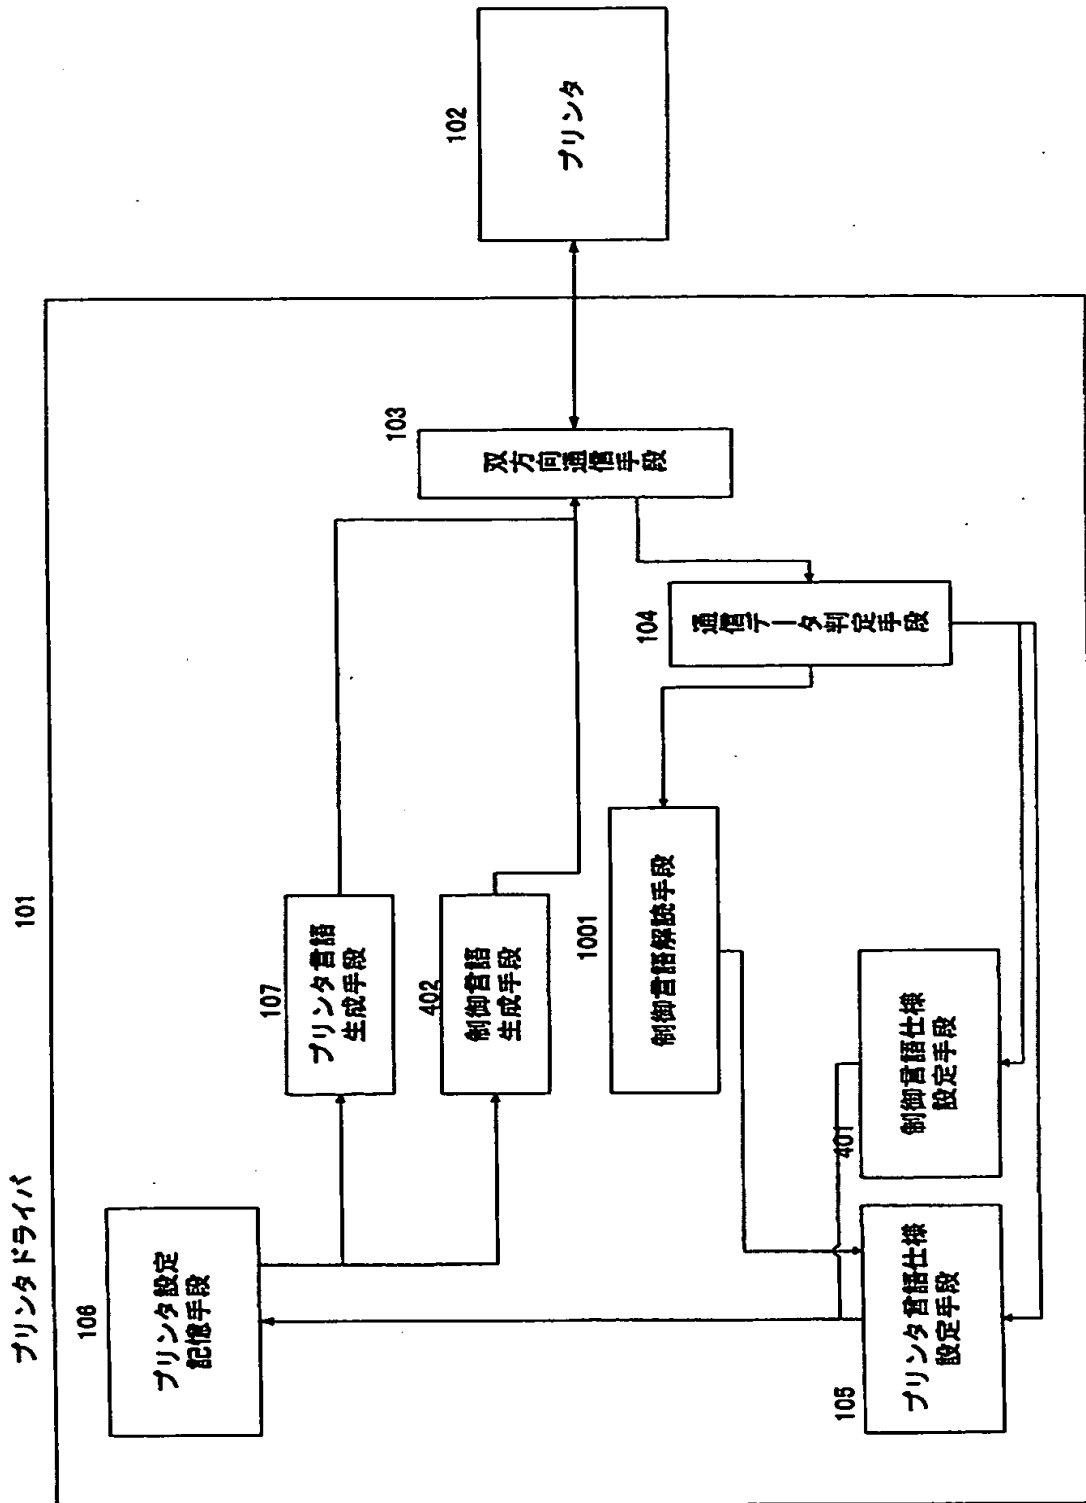 プリンタドライバ
101
106
プリンタ設定
記憶手段
107
プリンタ言語
生成手段
402
制御言語
生成手段
103
双方向通信手段
102
プリンタ
104
通信データ判定手段
1001
制御言語解読手段
401
制御言語仕様
設定手段
105
プリンタ言語仕様
設定手段